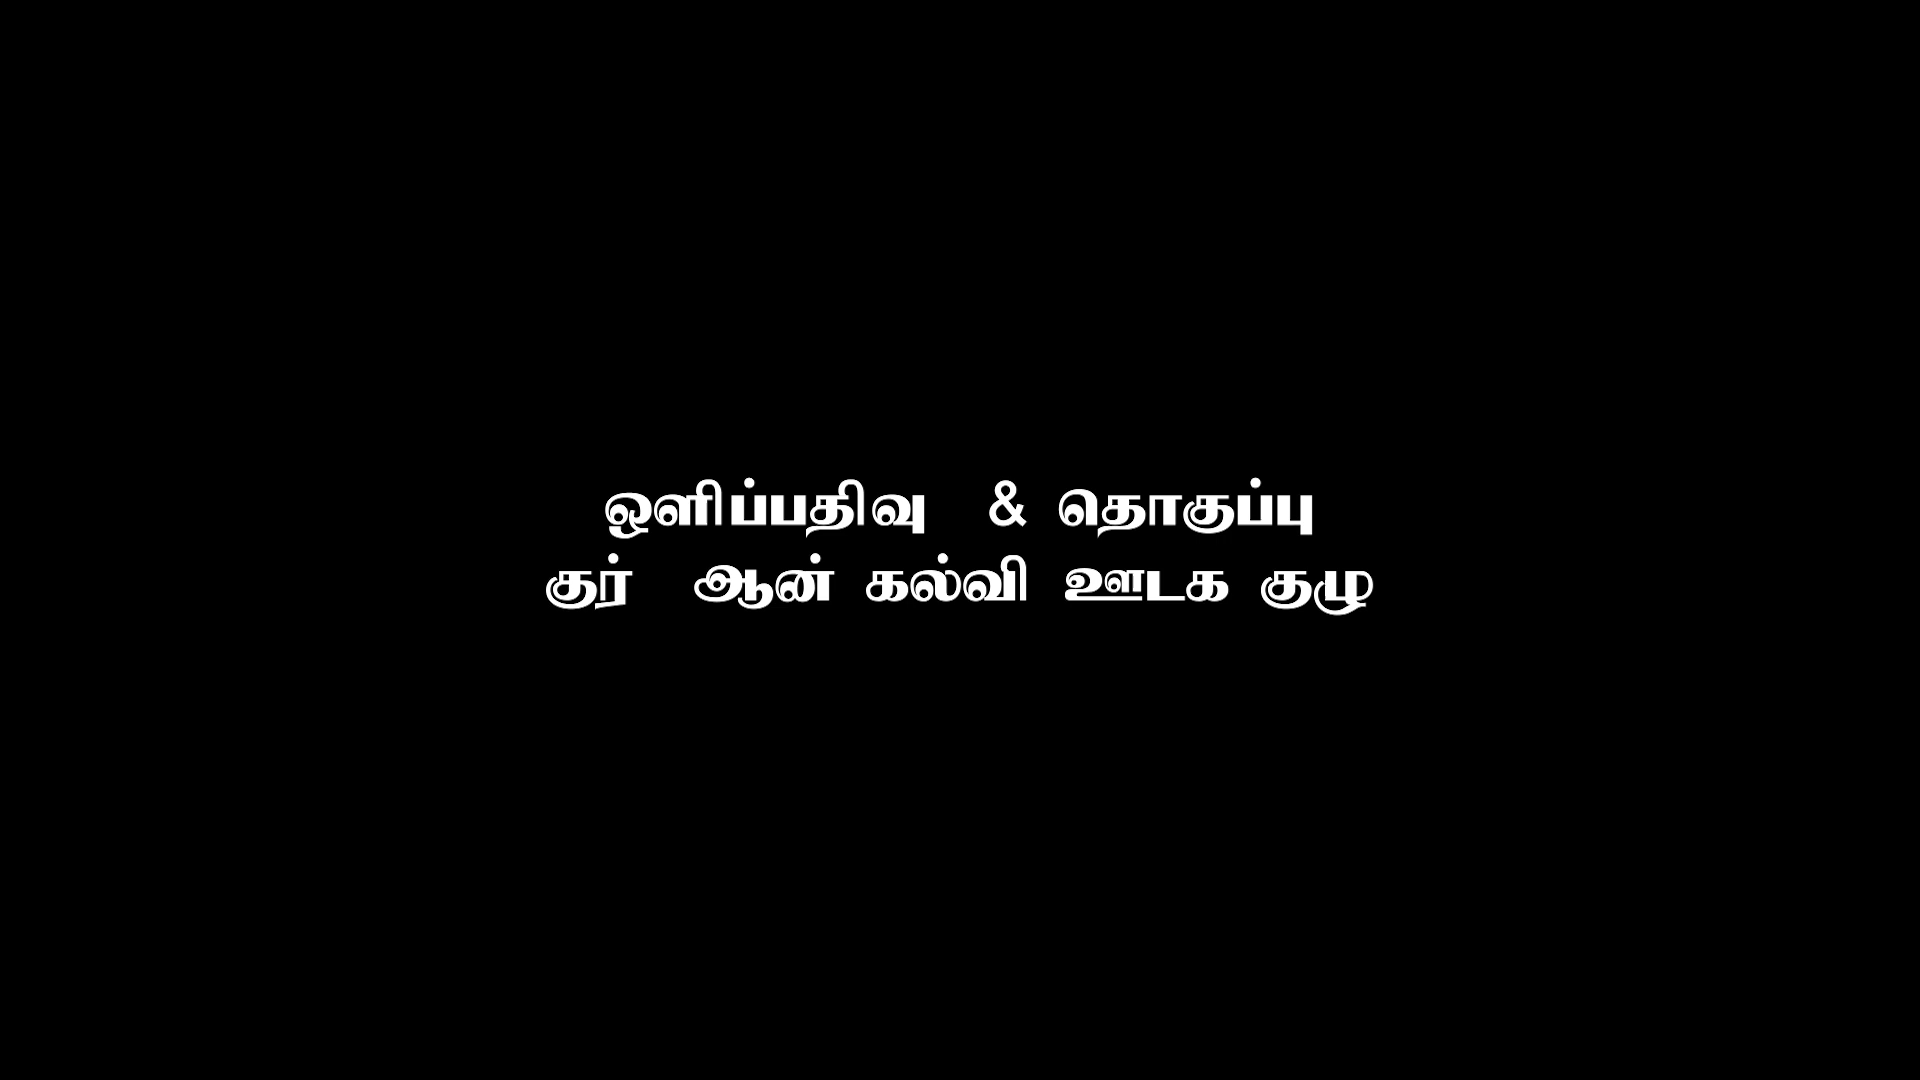 ஒளிப்பதிவு & தொகுப்பு
குர் ஆன் கல்வி ஊடக குழு